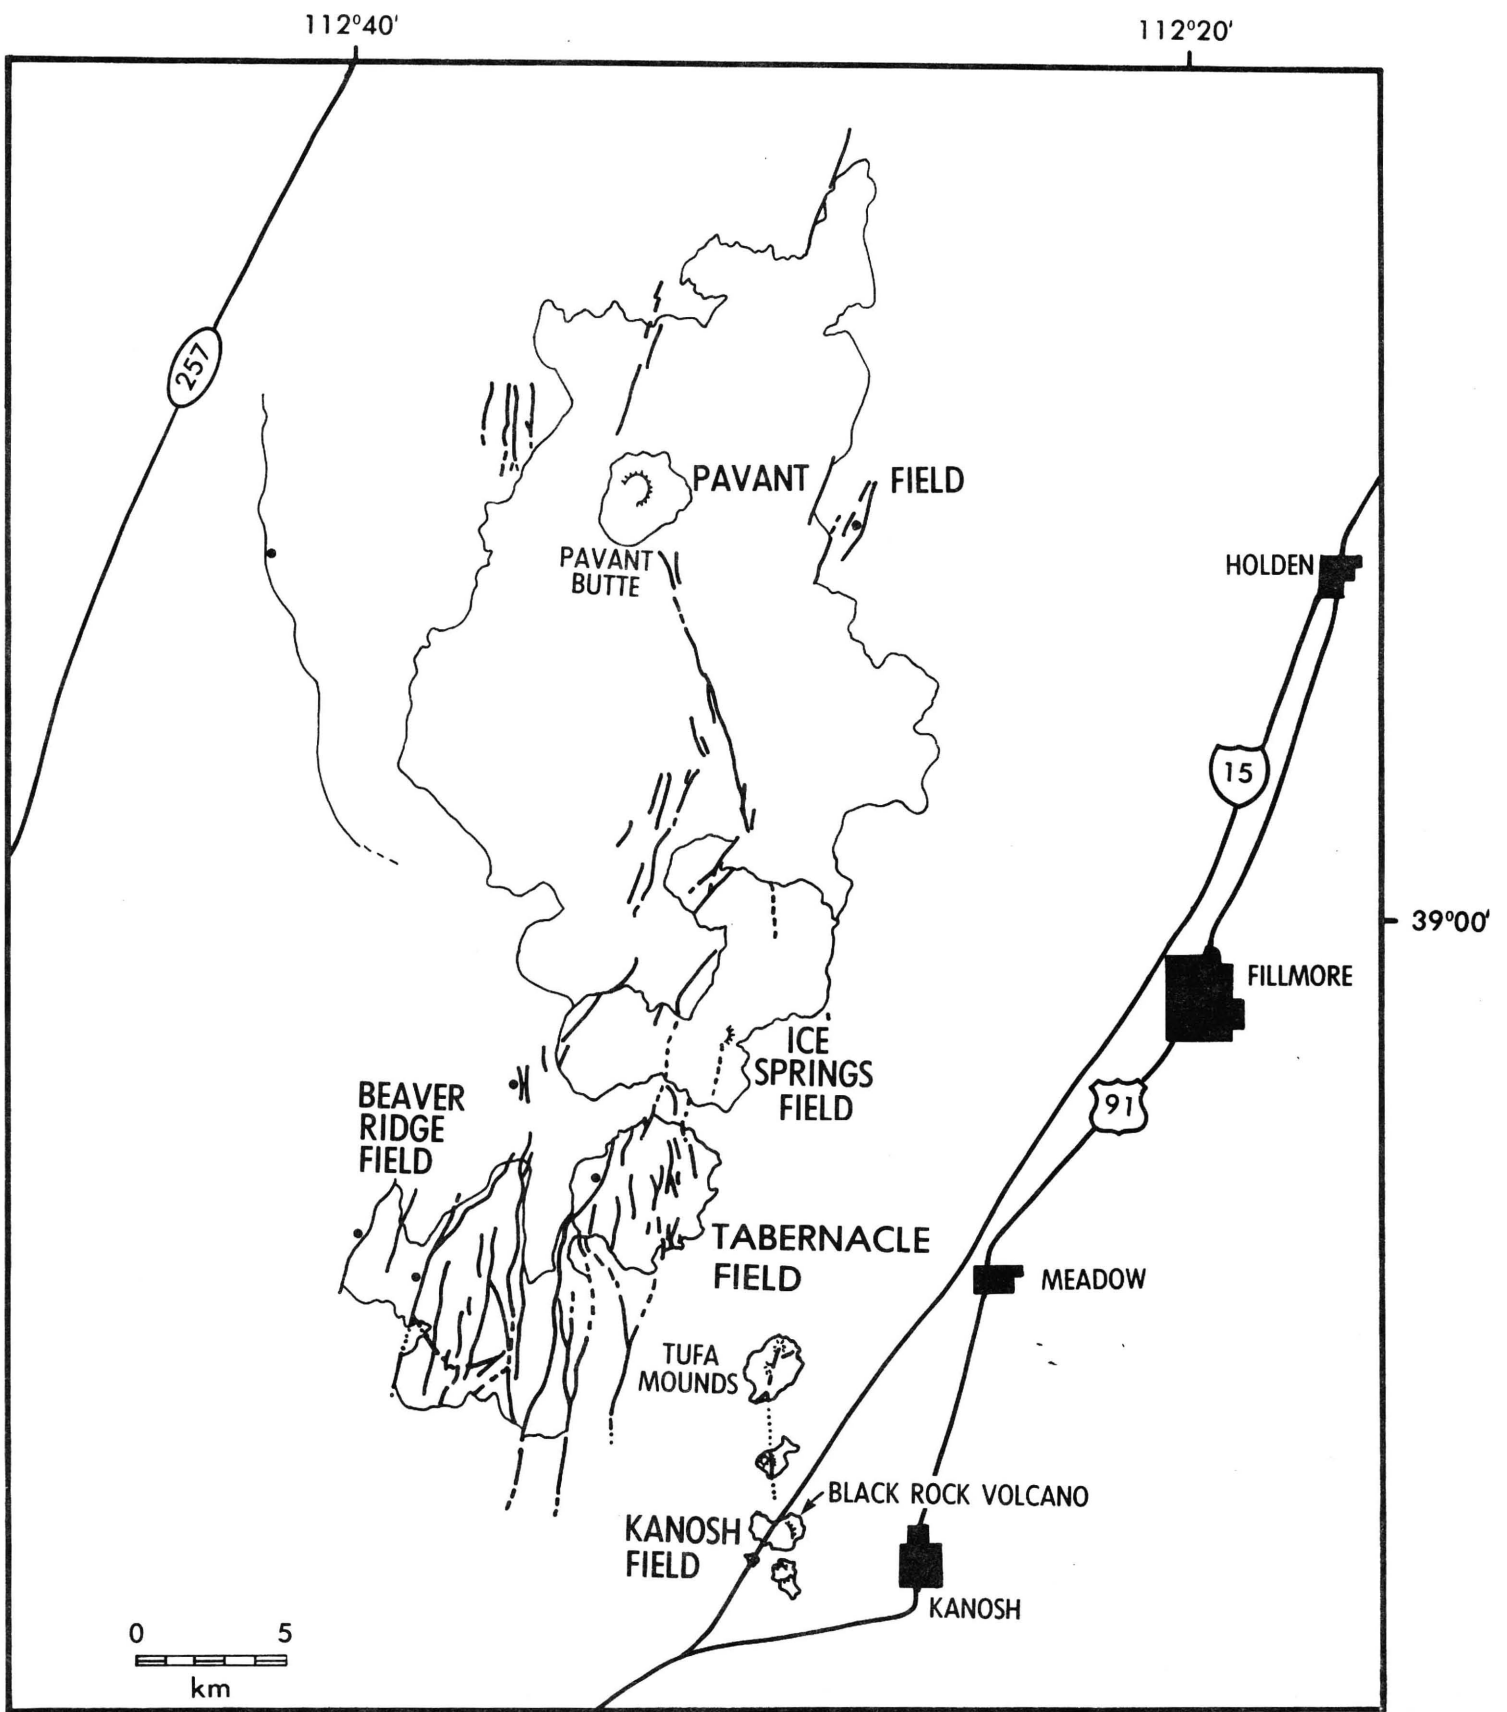 112°40'
112°20'
257
PAVANT FIELD
PAVANT
BUTTE
HOLDEN
15
39°00'
FILLMORE
ICE
SPRINGS
FIELD
BEAVER
RIDGE
FIELD
91
TABERNACLE
FIELD
MEADOW
TUFA
MOUNDS
BLACK ROCK VOLCANO
KANOSH
FIELD
KANOSH
0 5
km